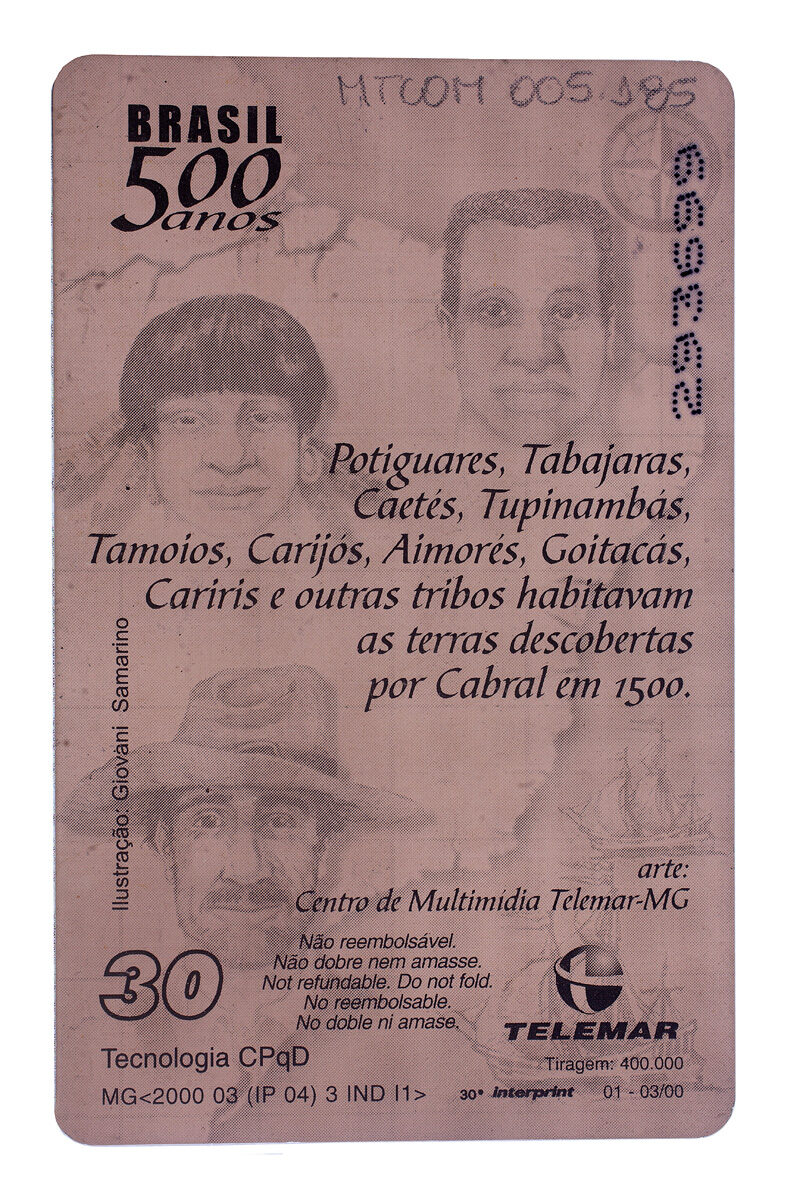 MTCOM 005.185
BRASIL
500
anos
Potiguares, Tabajaras,
Caetés, Tupinambás,
Tamoios, Carijós, Aimorés, Goitacás,
Cariris e outras tribos habitavam
as terras descobertas
por Cabral em 1500.
Ilustração: Giovani Samarino
arte:
Centro de Multimídia Telemar-MG
30
Não reembolsável.
Não dobre nem amasse.
Not refundable. Do not fold.
No reembolsable.
No doble ni amase.
TELEMAR
Tecnologia CPqD
Tiragem: 400.000
MG<2000 03 (IP 04) 3 IND I1>
30* interprint 01 - 03/00